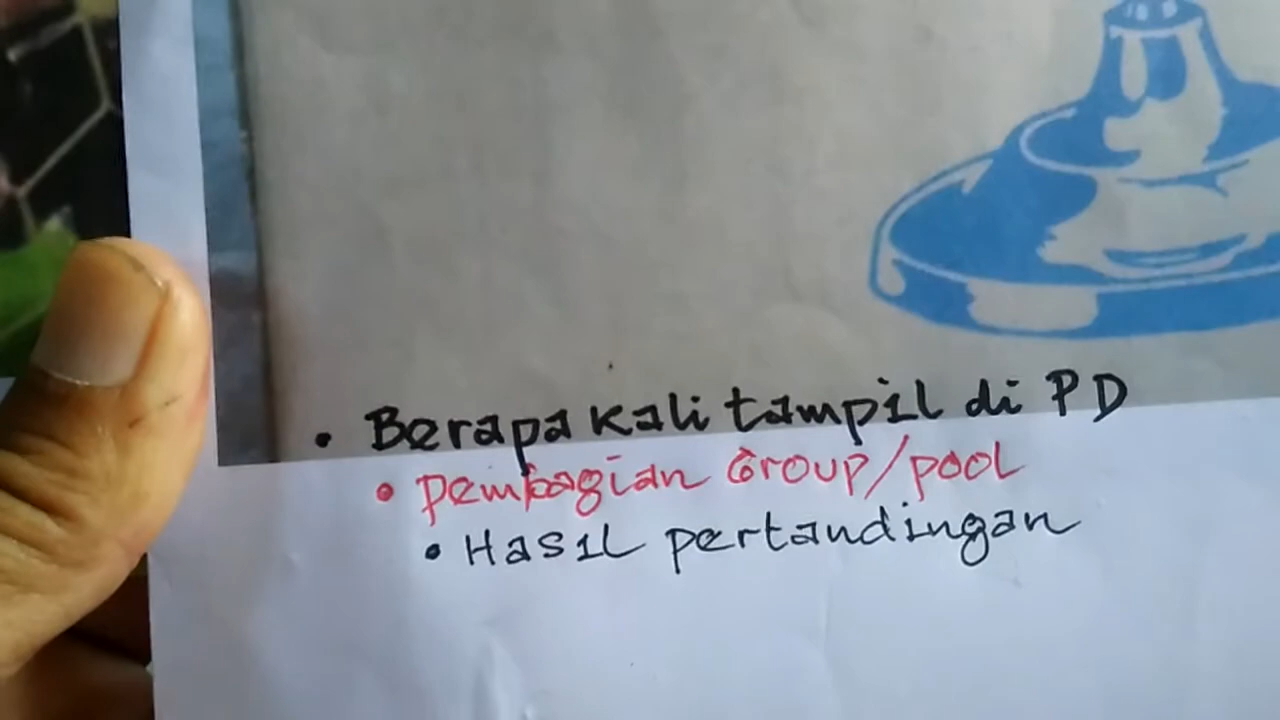 • Berapa kali tampil di PD
• Pembagian Group/pool
• Hasil pertandingan